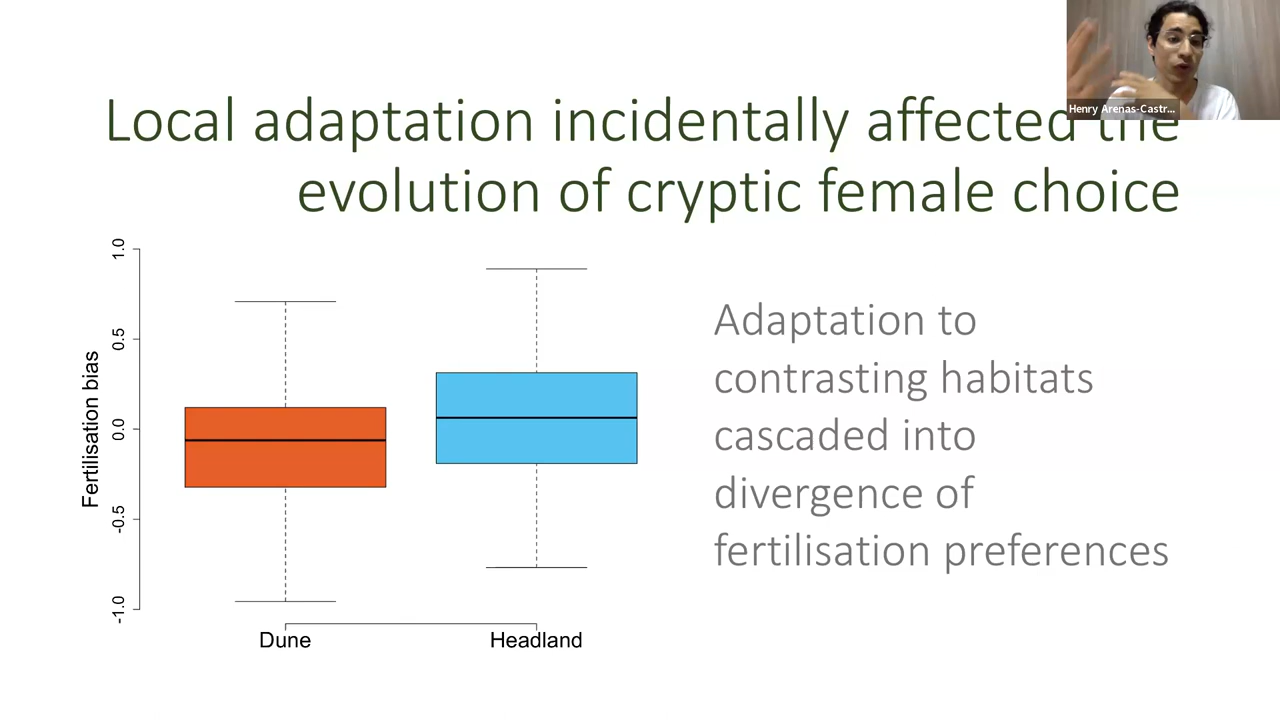 Henry Arenas-Castr...
Local adaptation incidentally affected the
evolution of cryptic female choice
Fertilisation bias
1.0
0.5
0.0
-0.5
-1.0
Dune
Headland
Adaptation to
contrasting habitats
cascaded into
divergence of
fertilisation preferences